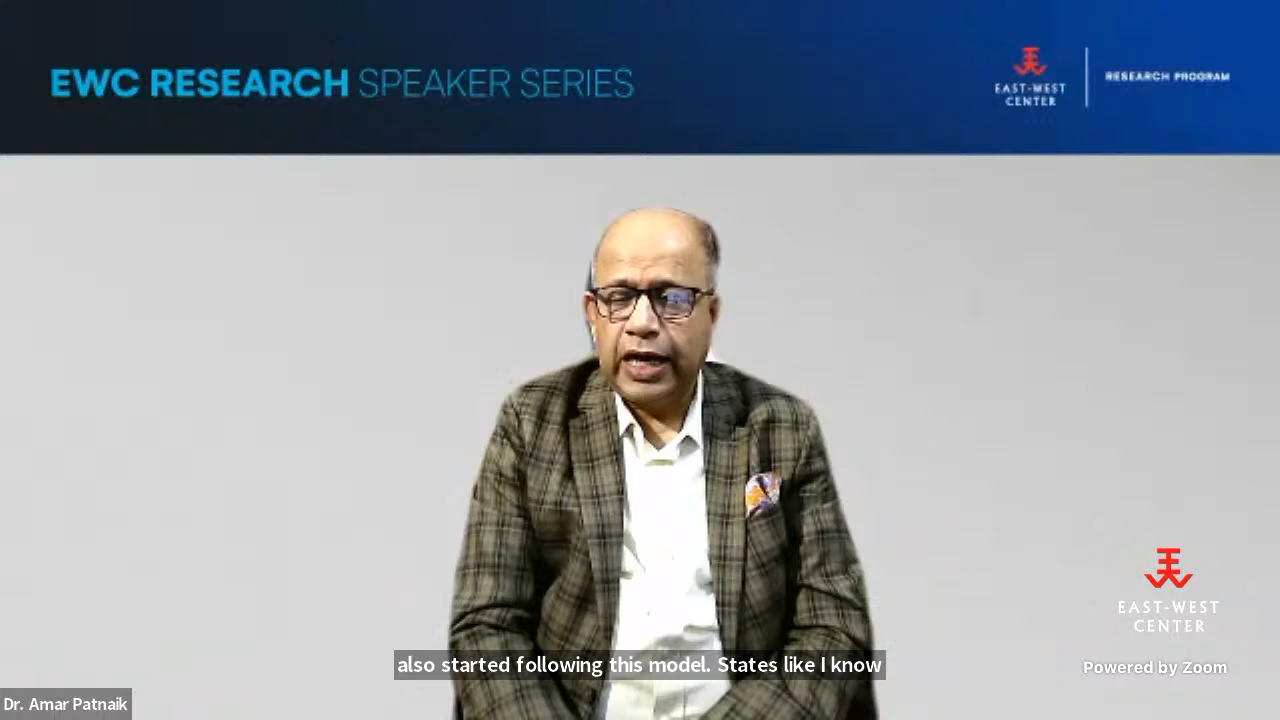 EWC RESEARCH SPEAKER SERIES
EAST-WEST
CENTER
RESEARCH PROGRAM
EAST-WEST
CENTER
also started following this model. States like I know
Powered by Zoom
Dr. Amar Patnaik